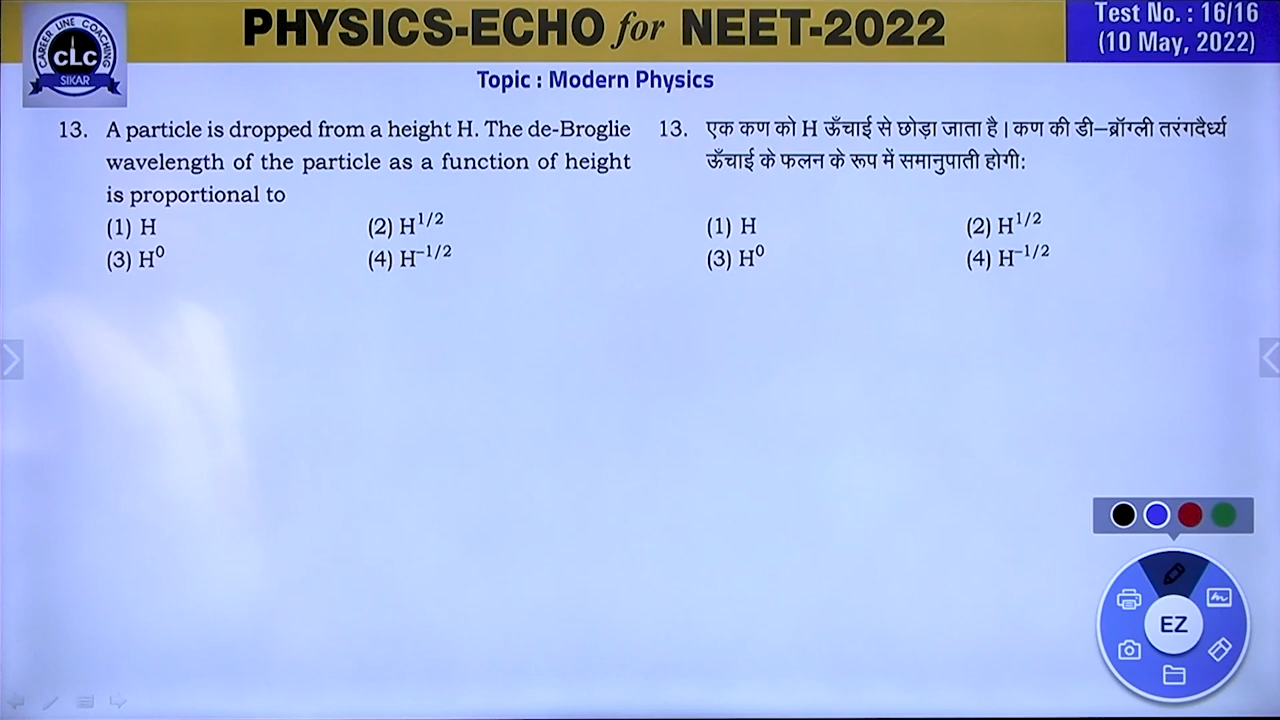 PHYSICS-ECHO for NEET-2022
Test No. : 16/16
(10 May, 2022)
CAREER LINE COACHING
CLC
SIKAR
Topic : Modern Physics
13. A particle is dropped from a height H. The de-Broglie
wavelength of the particle as a function of height
is proportional to
(1) H (2) H^1/2
(3) H^0 (4) H^–1/2
13. एक कण को H ऊँचाई से छोड़ा जाता है। कण की डी–ब्रॉग्ली तरंगदैर्ध्य
ऊँचाई के फलन के रूप में समानुपाती होगी:
(1) H (2) H^1/2
(3) H^0 (4) H^–1/2
EZ